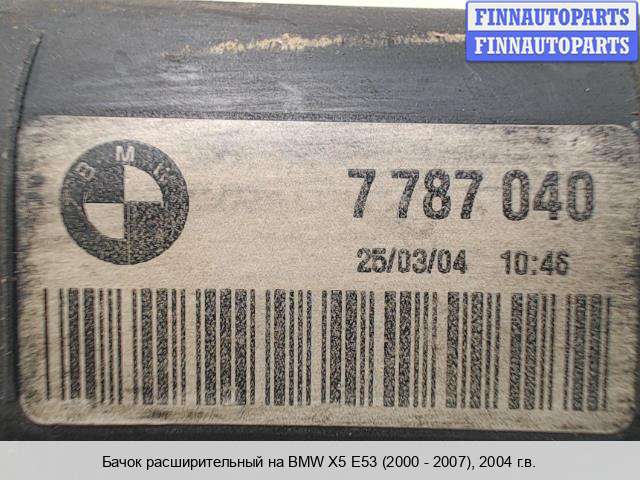 FINNAUTOPARTS
FINNAUTOPARTS
BMW
7 787 040
25/03/04 10:46
Бачок расширительный на BMW X5 E53 (2000 - 2007), 2004 г.в.